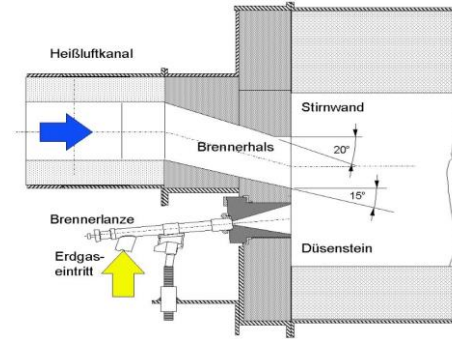 Heißluftkanal
Stirnwand
Brennerhals
20°
15°
Brennerlanze
Erdgas-
eintritt
Düsenstein